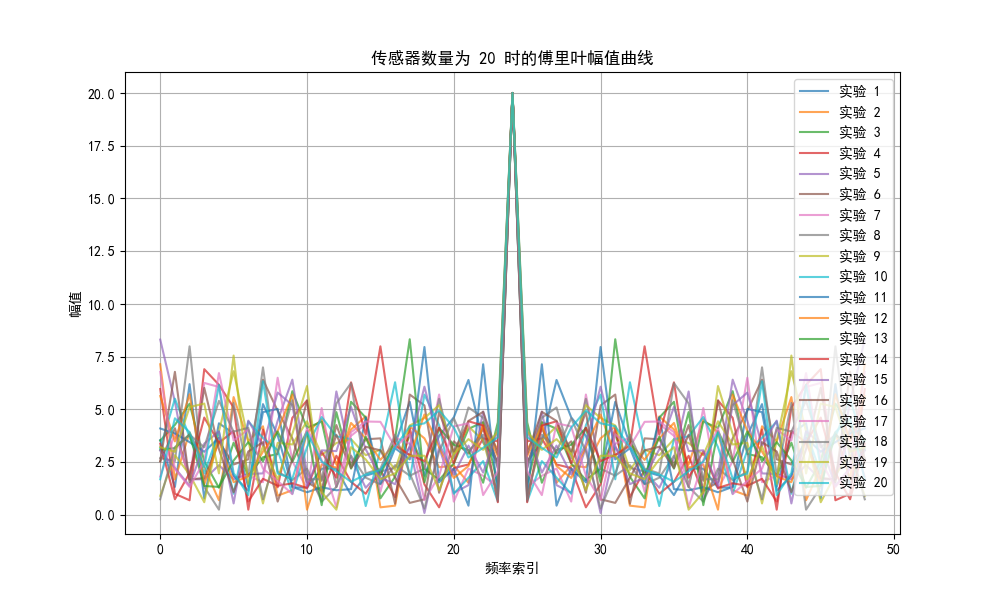 传感器数量为 20 时的傅里叶幅值曲线
20.0
17.5
15.0
12.5
10.0
7.5
5.0
2.5
0.0
幅值
0
10
20
30
40
50
频率索引
实验 1
实验 2
实验 3
实验 4
实验 5
实验 6
实验 7
实验 8
实验 9
实验 10
实验 11
实验 12
实验 13
实验 14
实验 15
实验 16
实验 17
实验 18
实验 19
实验 20